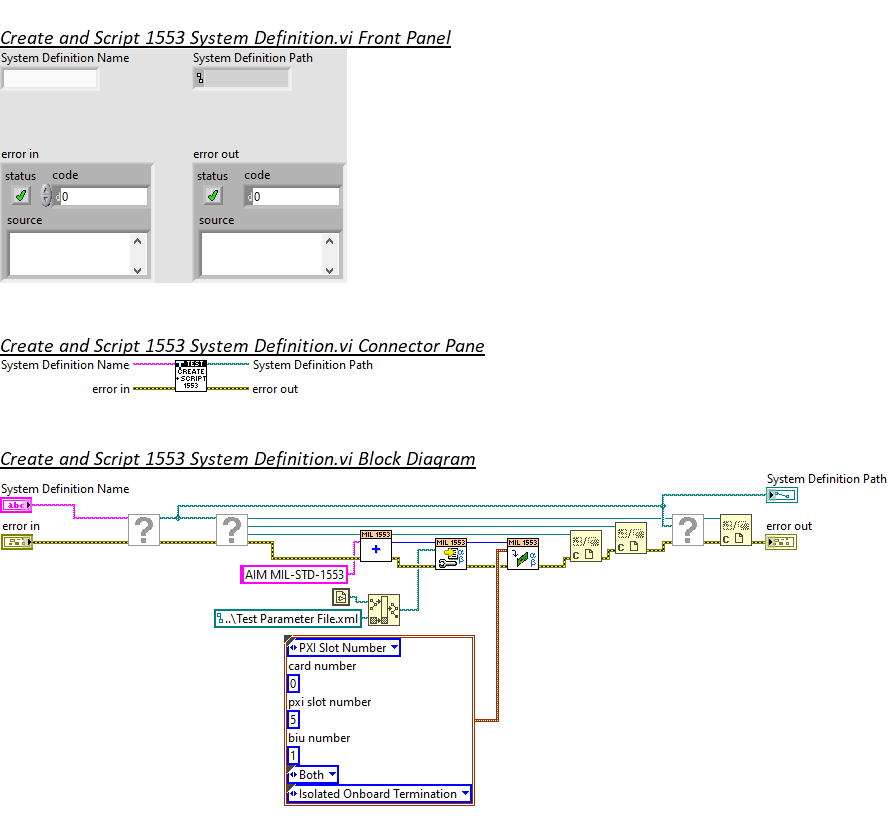 Create and Script 1553 System Definition.vi Front Panel
System Definition Name
System Definition Path
error in
error out
status code
status code
d 0
d 0
source
source
Create and Script 1553 System Definition.vi Connector Pane
System Definition Name
System Definition Path
TEST
CREATE
+ SCRIPT
1553
error in
error out
Create and Script 1553 System Definition.vi Block Diagram
System Definition Path
System Definition Name
abc
error in
error out
?
?
?
MIL 1553
MIL 1553
MIL 1553
+
α
β
α
β
C
C
C
AIM MIL-STD-1553
..\Test Parameter File.xml
PXI Slot Number
card number
0
pxi slot number
5
biu number
1
Both
Isolated Onboard Termination